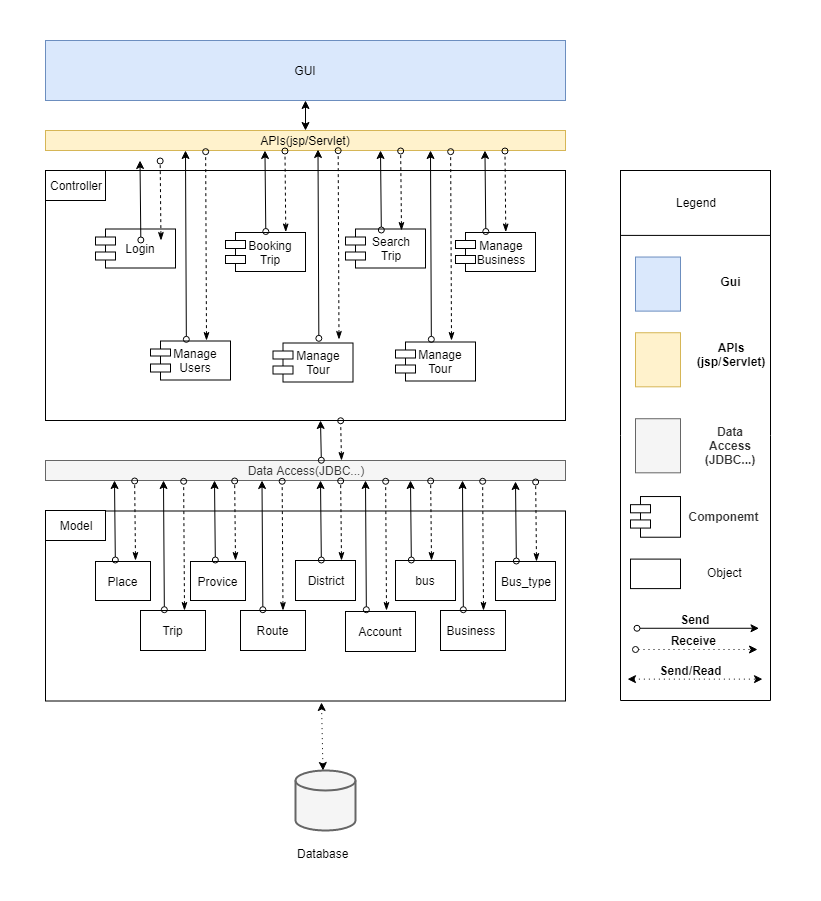 GUI
APIs(jsp/Servlet)
Controller
Login
Booking
Trip
Search
Trip
Manage
Business
Manage
Users
Manage
Tour
Manage
Tour
Data Access(JDBC...)
Model
Place
Provice
District
bus
Bus_type
Trip
Route
Account
Business
Database
Legend
Gui
APIs
(jsp/Servlet)
Data
Access
(JDBC...)
Componemt
Object
Send
Receive
Send/Read